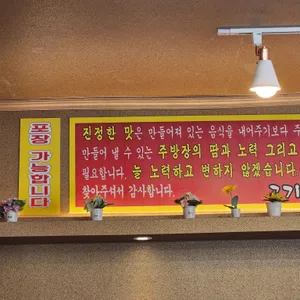 포장 가능합니다
진정한 맛은 만들어져 있는 음식을 내어주기보다
만들어 낼 수 있는 주방장의 땀과 노력 그리고
필요합니다. 늘 노력하고 변하지 않겠습니다
찾아주셔서 감사합니다.